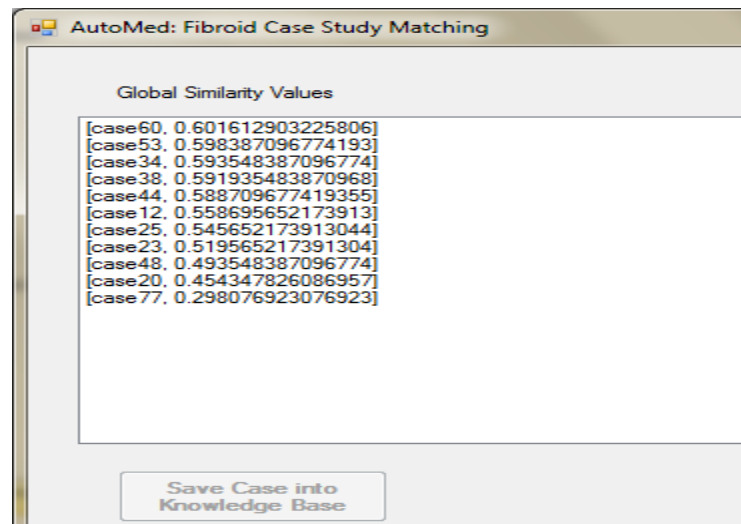 AutoMed: Fibroid Case Study Matching
Global Similarity Values
[case60, 0.601612903225806]
[case53, 0.598387096774193]
[case34, 0.593548387096774]
[case38, 0.591935483870968]
[case44, 0.588709677419355]
[case12, 0.558695652173913]
[case25, 0.545652173913044]
[case23, 0.519565217391304]
[case48, 0.493548387096774]
[case20, 0.454347826086957]
[case77, 0.298076923076923]
Save Case into
Knowledge Base